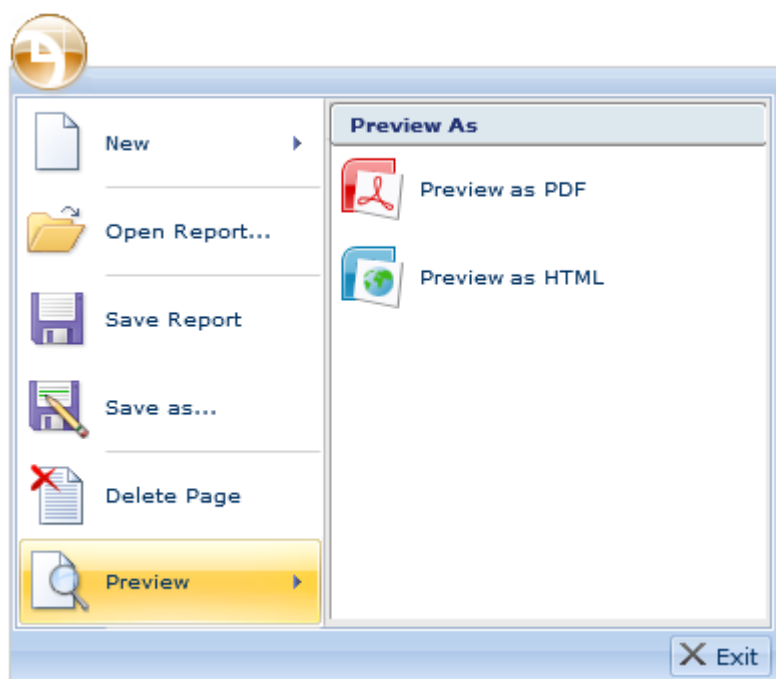 New
Open Report...
Save Report
Save as...
Delete Page
Preview
Preview As
Preview as PDF
Preview as HTML
Exit